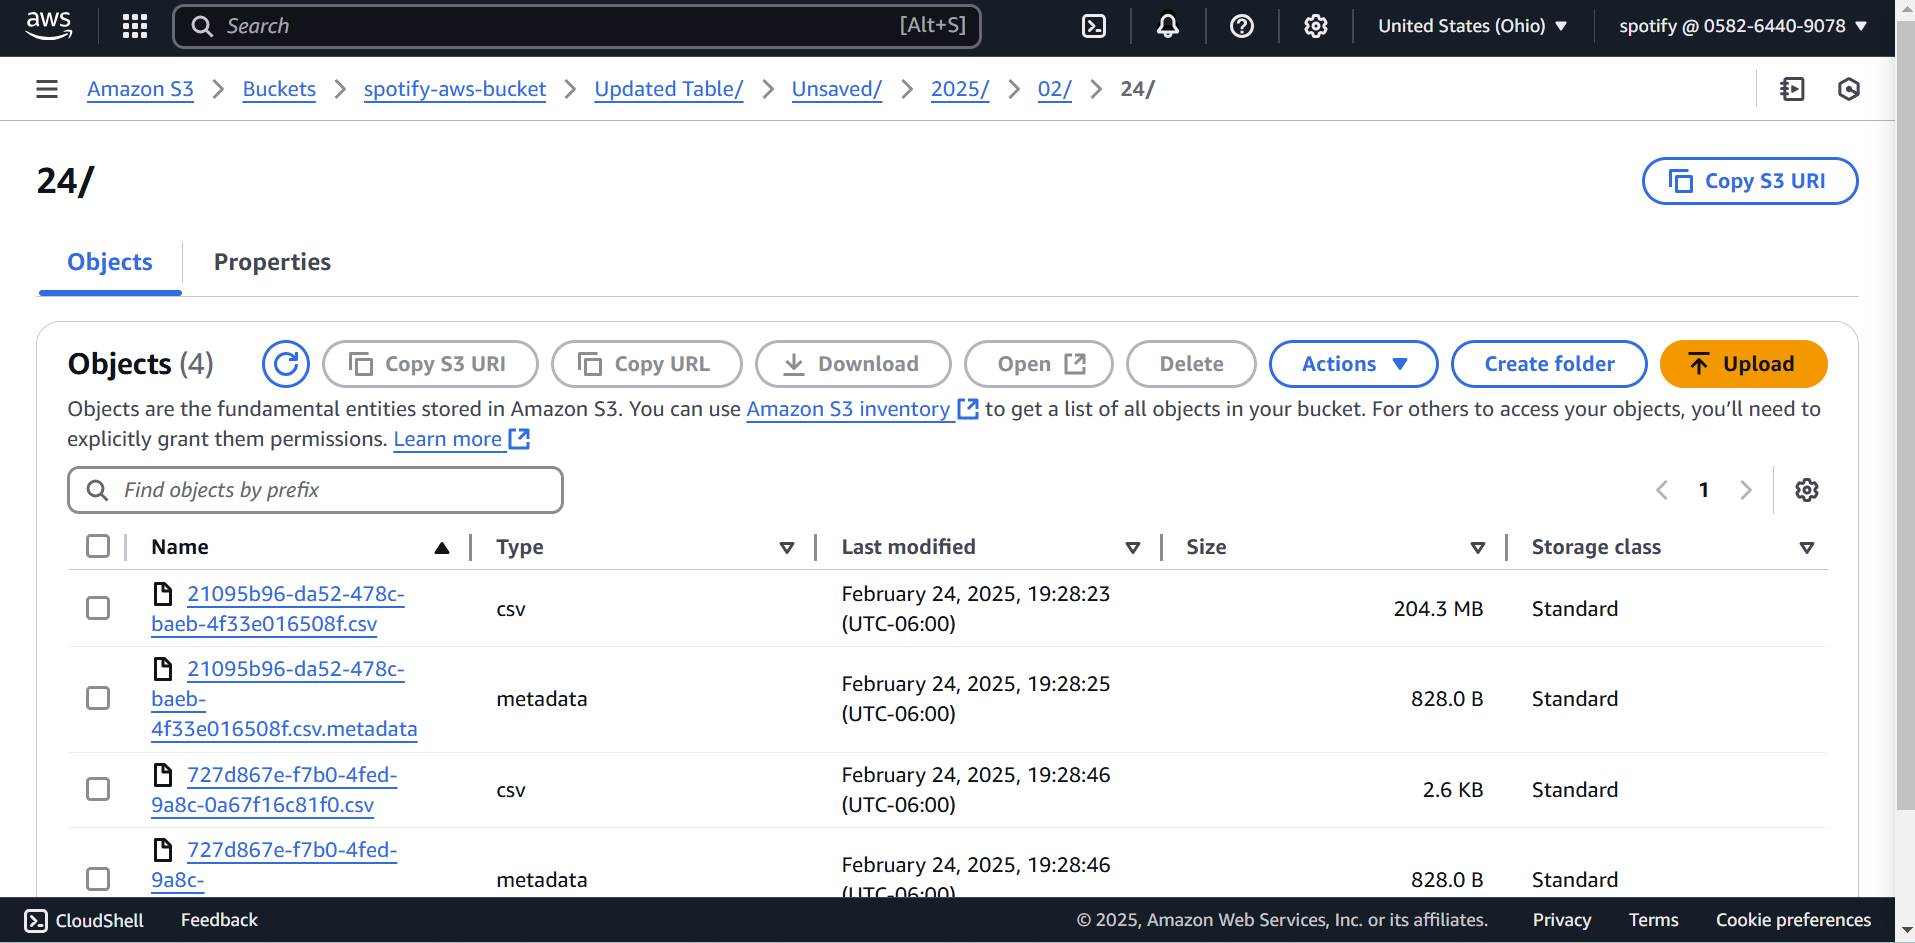 aws
Search [Alt+S]
United States (Ohio)
spotify @ 0582-6440-9078
Amazon S3 > Buckets > spotify-aws-bucket > Updated Table/ > Unsaved/ > 2025/ > 02/ > 24/
24/
Copy S3 URI
Objects
Properties
Objects (4)
Copy S3 URI
Copy URL
Download
Open
Delete
Actions
Create folder
Upload
Objects are the fundamental entities stored in Amazon S3. You can use Amazon S3 inventory to get a list of all objects in your bucket. For others to access your objects, you’ll need to
explicitly grant them permissions. Learn more
Find objects by prefix
1
Name Type Last modified Size Storage class
21095b96-da52-478c-
baeb-4f33e016508f.csv
csv
February 24, 2025, 19:28:23
(UTC-06:00)
204.3 MB
Standard
21095b96-da52-478c-
baeb-
4f33e016508f.csv.metadata
metadata
February 24, 2025, 19:28:25
(UTC-06:00)
828.0 B
Standard
727d867e-f7b0-4fed-
9a8c-0a67f16c81f0.csv
csv
February 24, 2025, 19:28:46
(UTC-06:00)
2.6 KB
Standard
727d867e-f7b0-4fed-
9a8c-
metadata
February 24, 2025, 19:28:46
(UTC-06:00)
828.0 B
Standard
CloudShell
Feedback
© 2025, Amazon Web Services, Inc. or its affiliates.
Privacy
Terms
Cookie preferences